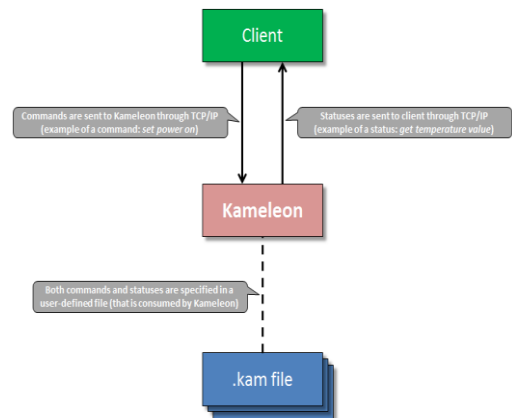 Client
Commands are sent to Kameleon through TCP/IP
(example of a command: set power on)
Statuses are sent to client through TCP/IP
(example of a status: get temperature value)
Kameleon
Both commands and statuses are specified in a
user-defined file (that is consumed by Kameleon)
.kam file